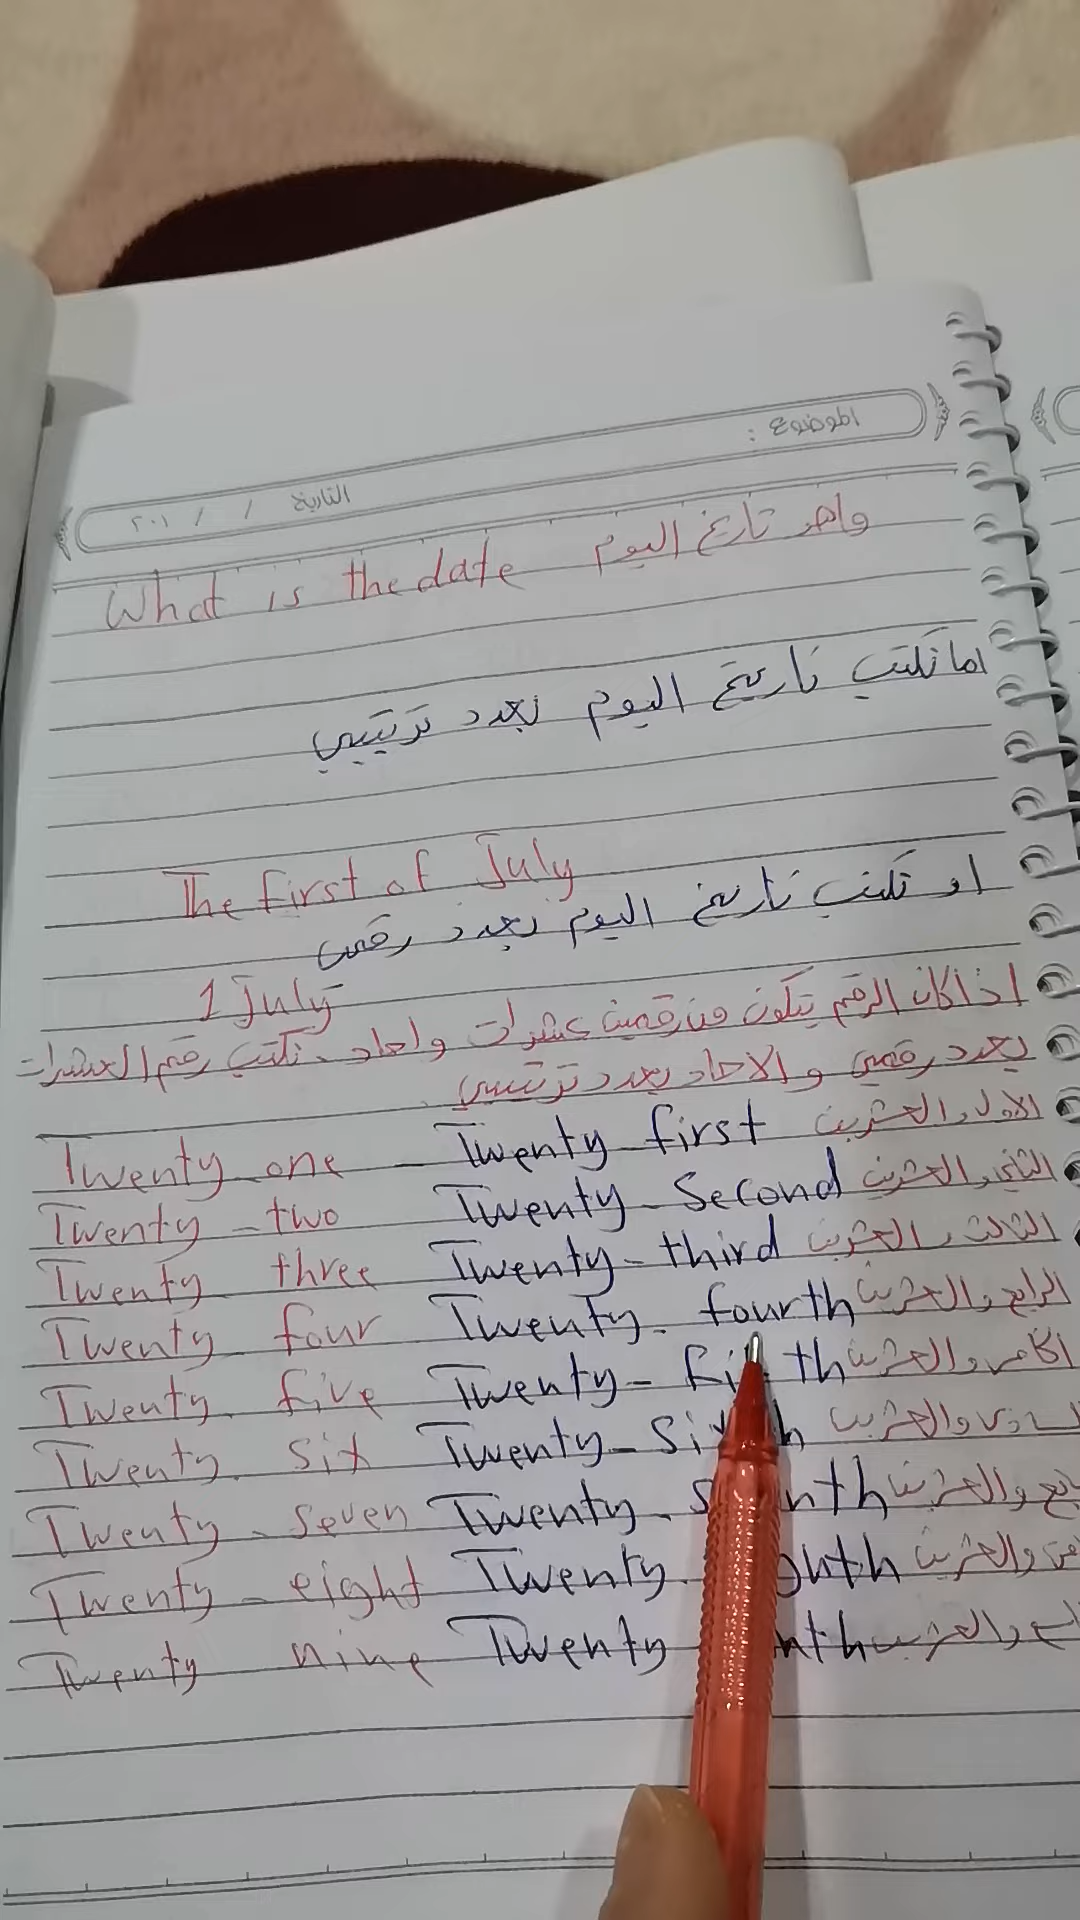 الموضوع :
التاريخ / / ٢٠١
What is the date ماهو تاريخ اليوم
اما نكتب تاريخ اليوم بعدد ترتيبي
The first of July
او نكتب تاريخ اليوم بعدد رقمي
1 July
اذا كان الرقم يتكون من رقمين عشرات واحاد نكتب رقم العشرات
بعدد رقمي والاحاد بعدد ترتيبي
Twenty one - Twenty first الاول والعشرين
Twenty - two Twenty - Second الثاني والعشرين
Twenty three Twenty - third الثالث والعشرين
Twenty four Twenty - fourth الرابع والعشرين
Twenty five Twenty - th والعشرين
Twenty six Twenty - والعشرين
Twenty - seven Twenty - والعشرين
Twenty - eight Twenty والعشرين
Twenty nine Twenty والعشرين